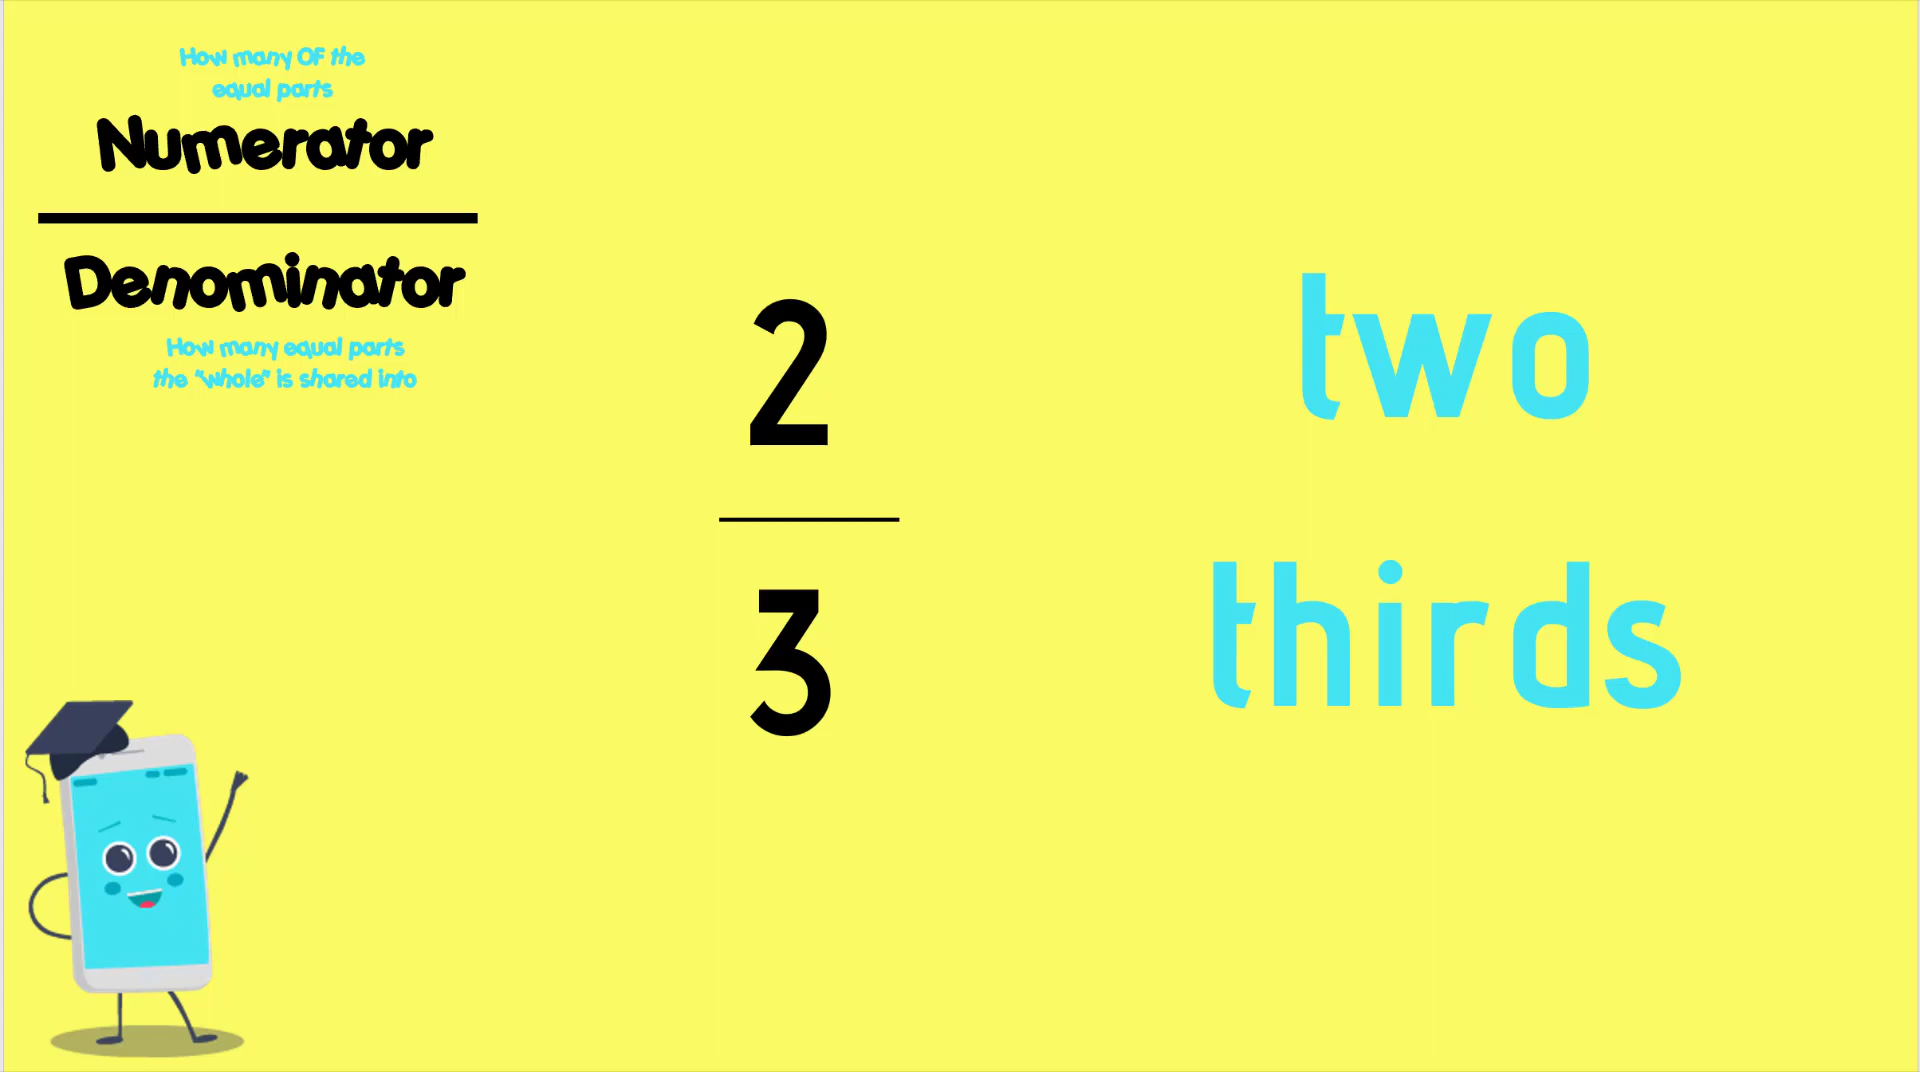 How many OF the
equal parts
Numerator
Denominator
How many equal parts
the "whole" is shared into
2
3
two
thirds